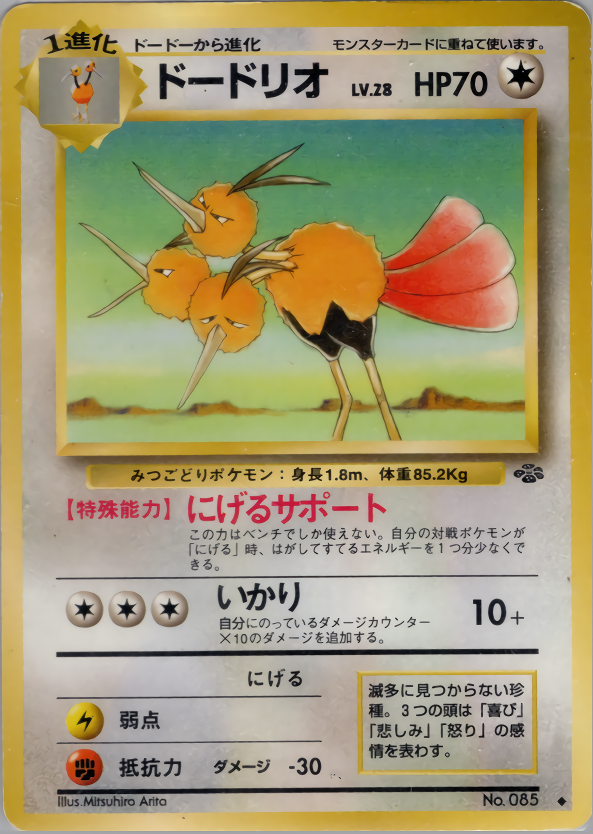 1進化 ドードーから進化 モンスターカードに重ねて使います。
ドードリオ LV.28 HP70
みつごどりポケモン：身長1.8m、体重85.2Kg
【特殊能力】にげるサポート
この力はベンチでしか使えない。自分の対戦ポケモンが
「にげる」時、はがしてすてるエネルギーを1つ分少なくで
きる。
いかり 10+
自分にのっているダメージカウンター
×10のダメージを追加する。
にげる
弱点
抵抗力 ダメージ -30
滅多に見つからない珍
種。3つの頭は「喜び」
「悲しみ」「怒り」の感
情を表わす。
Illus.Mitsuhiro Arita No.085